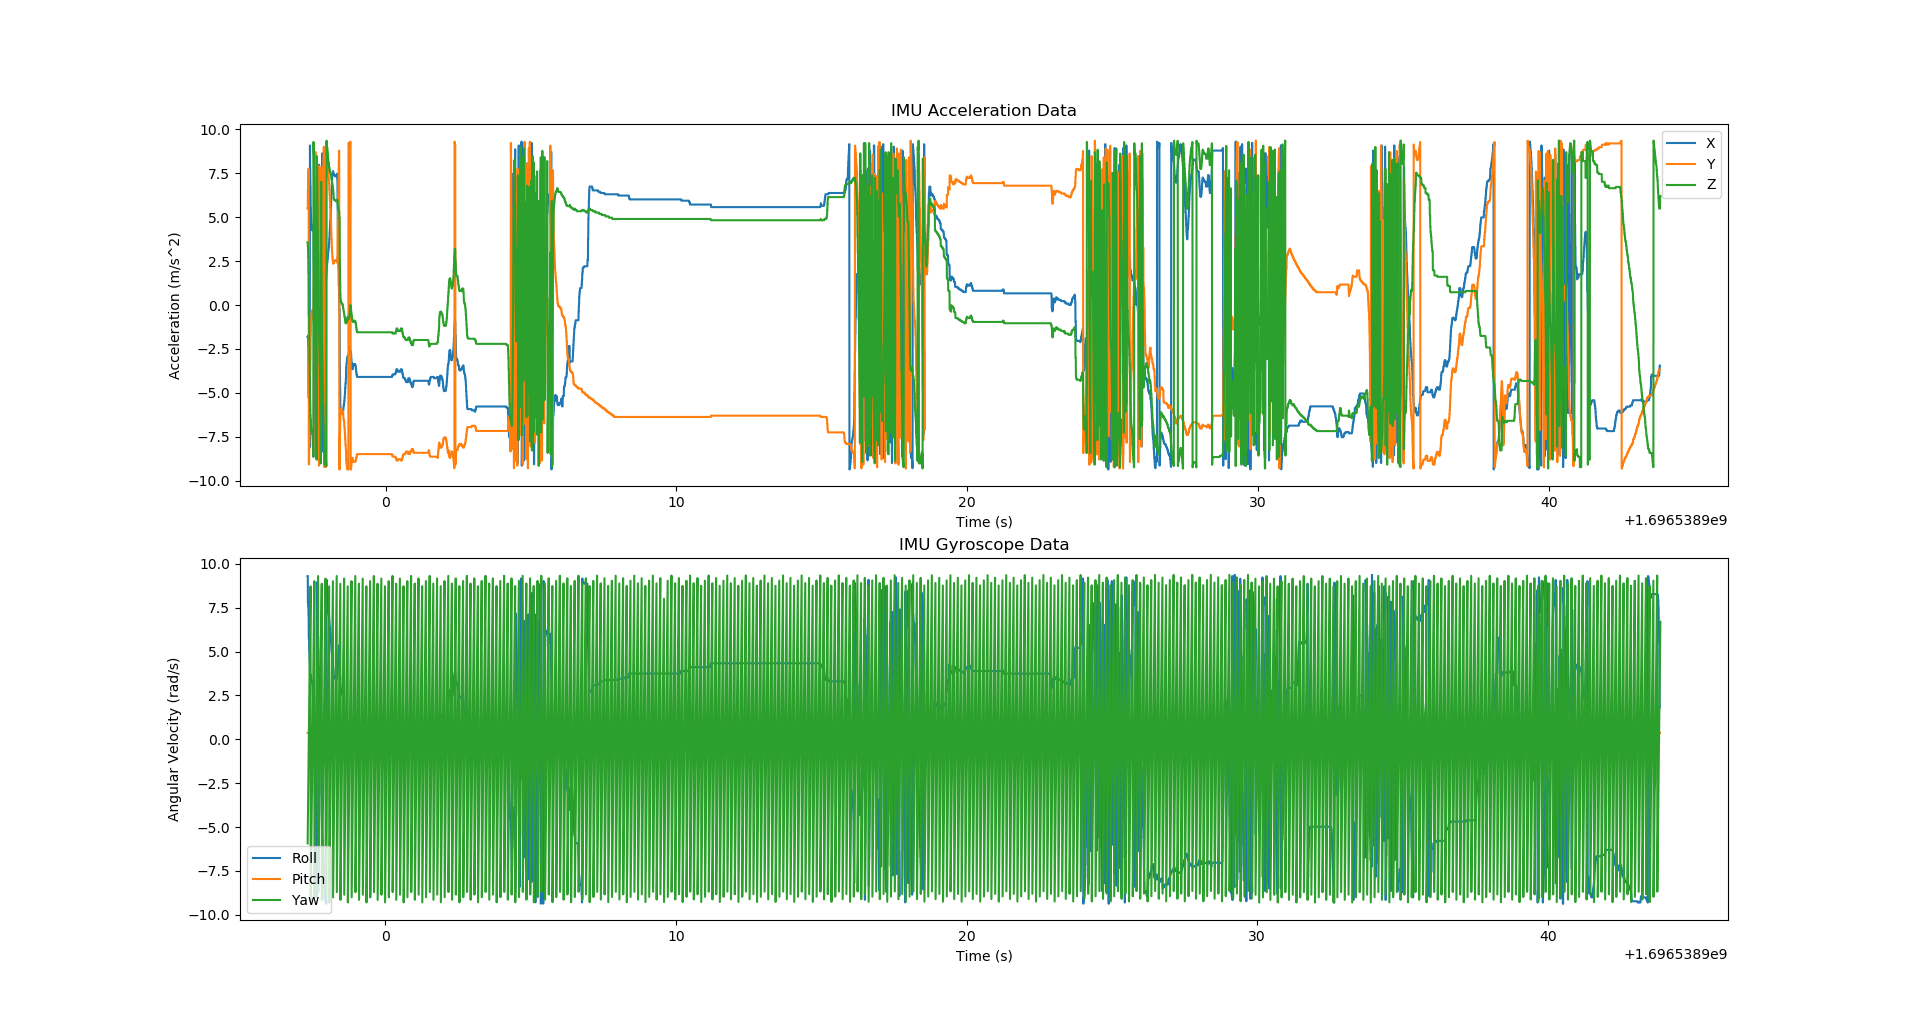 IMU Acceleration Data
10.0
7.5
5.0
2.5
0.0
−2.5
−5.0
−7.5
−10.0
Acceleration (m/s^2)
X
Y
Z
0 10 20 30 40
Time (s)
+1.6965389e9
IMU Gyroscope Data
10.0
7.5
5.0
2.5
0.0
−2.5
−5.0
−7.5
−10.0
Angular Velocity (rad/s)
Roll
Pitch
Yaw
0 10 20 30 40
Time (s)
+1.6965389e9